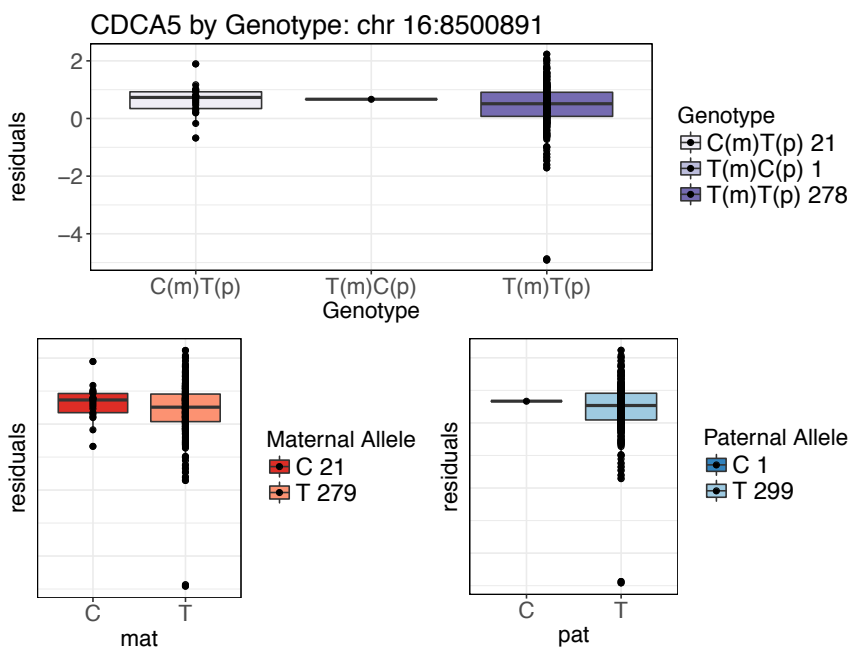 CDCA5 by Genotype: chr 16:8500891
residuals
2
0
−2
−4
C(m)T(p)
T(m)C(p)
T(m)T(p)
Genotype
Genotype
C(m)T(p) 21
T(m)C(p) 1
T(m)T(p) 278
residuals
C
T
mat
Maternal Allele
C 21
T 279
residuals
C
T
pat
Paternal Allele
C 1
T 299